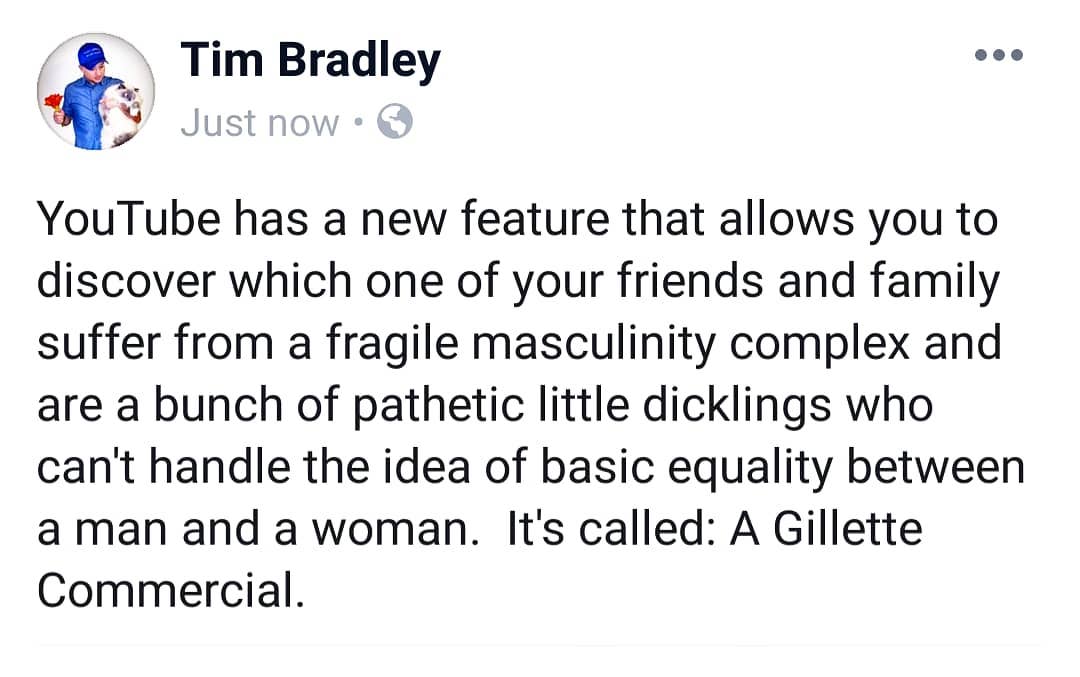 Tim Bradley
Just now
YouTube has a new feature that allows you to
discover which one of your friends and family
suffer from a fragile masculinity complex and
are a bunch of pathetic little dicklings who
can't handle the idea of basic equality between
a man and a woman.  It's called: A Gillette
Commercial.